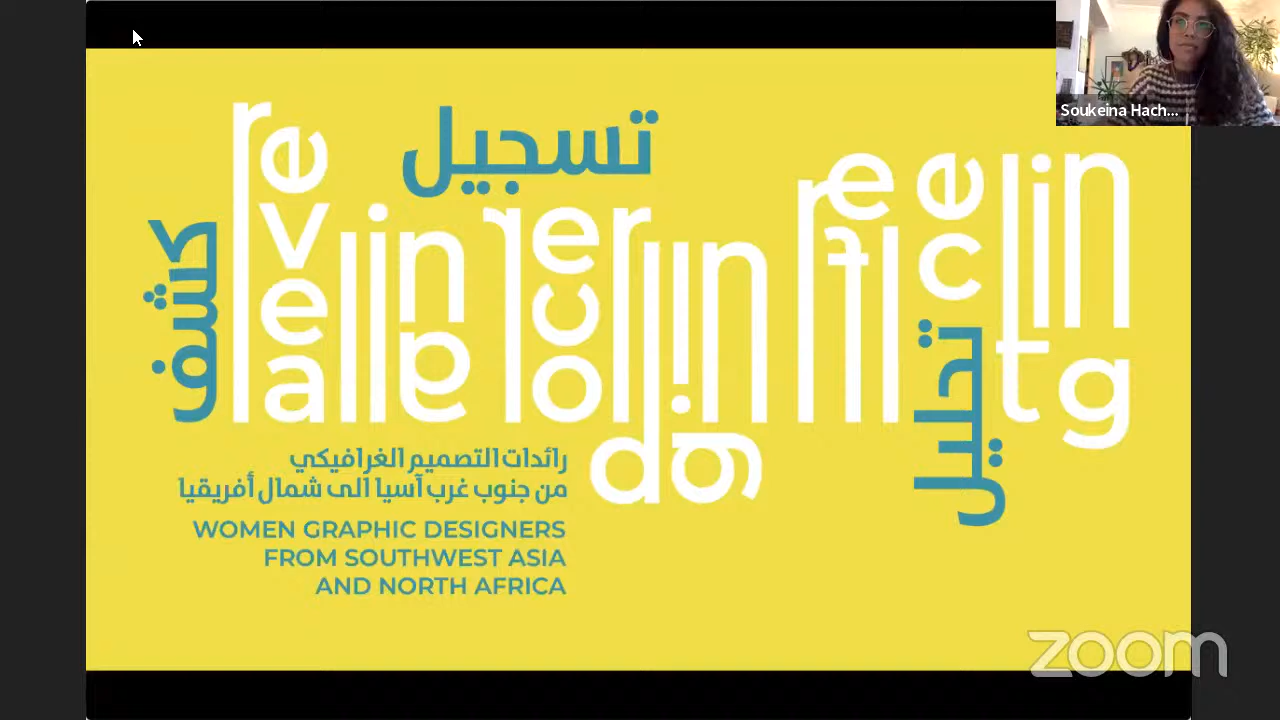 كشف
revealing
تسجيل
recording
reflecting
تحليل
رائدات التصميم الغرافيكي
من جنوب غرب آسيا الى شمال أفريقيا
WOMEN GRAPHIC DESIGNERS
FROM SOUTHWEST ASIA
AND NORTH AFRICA
Soukeina Hach...
zoom